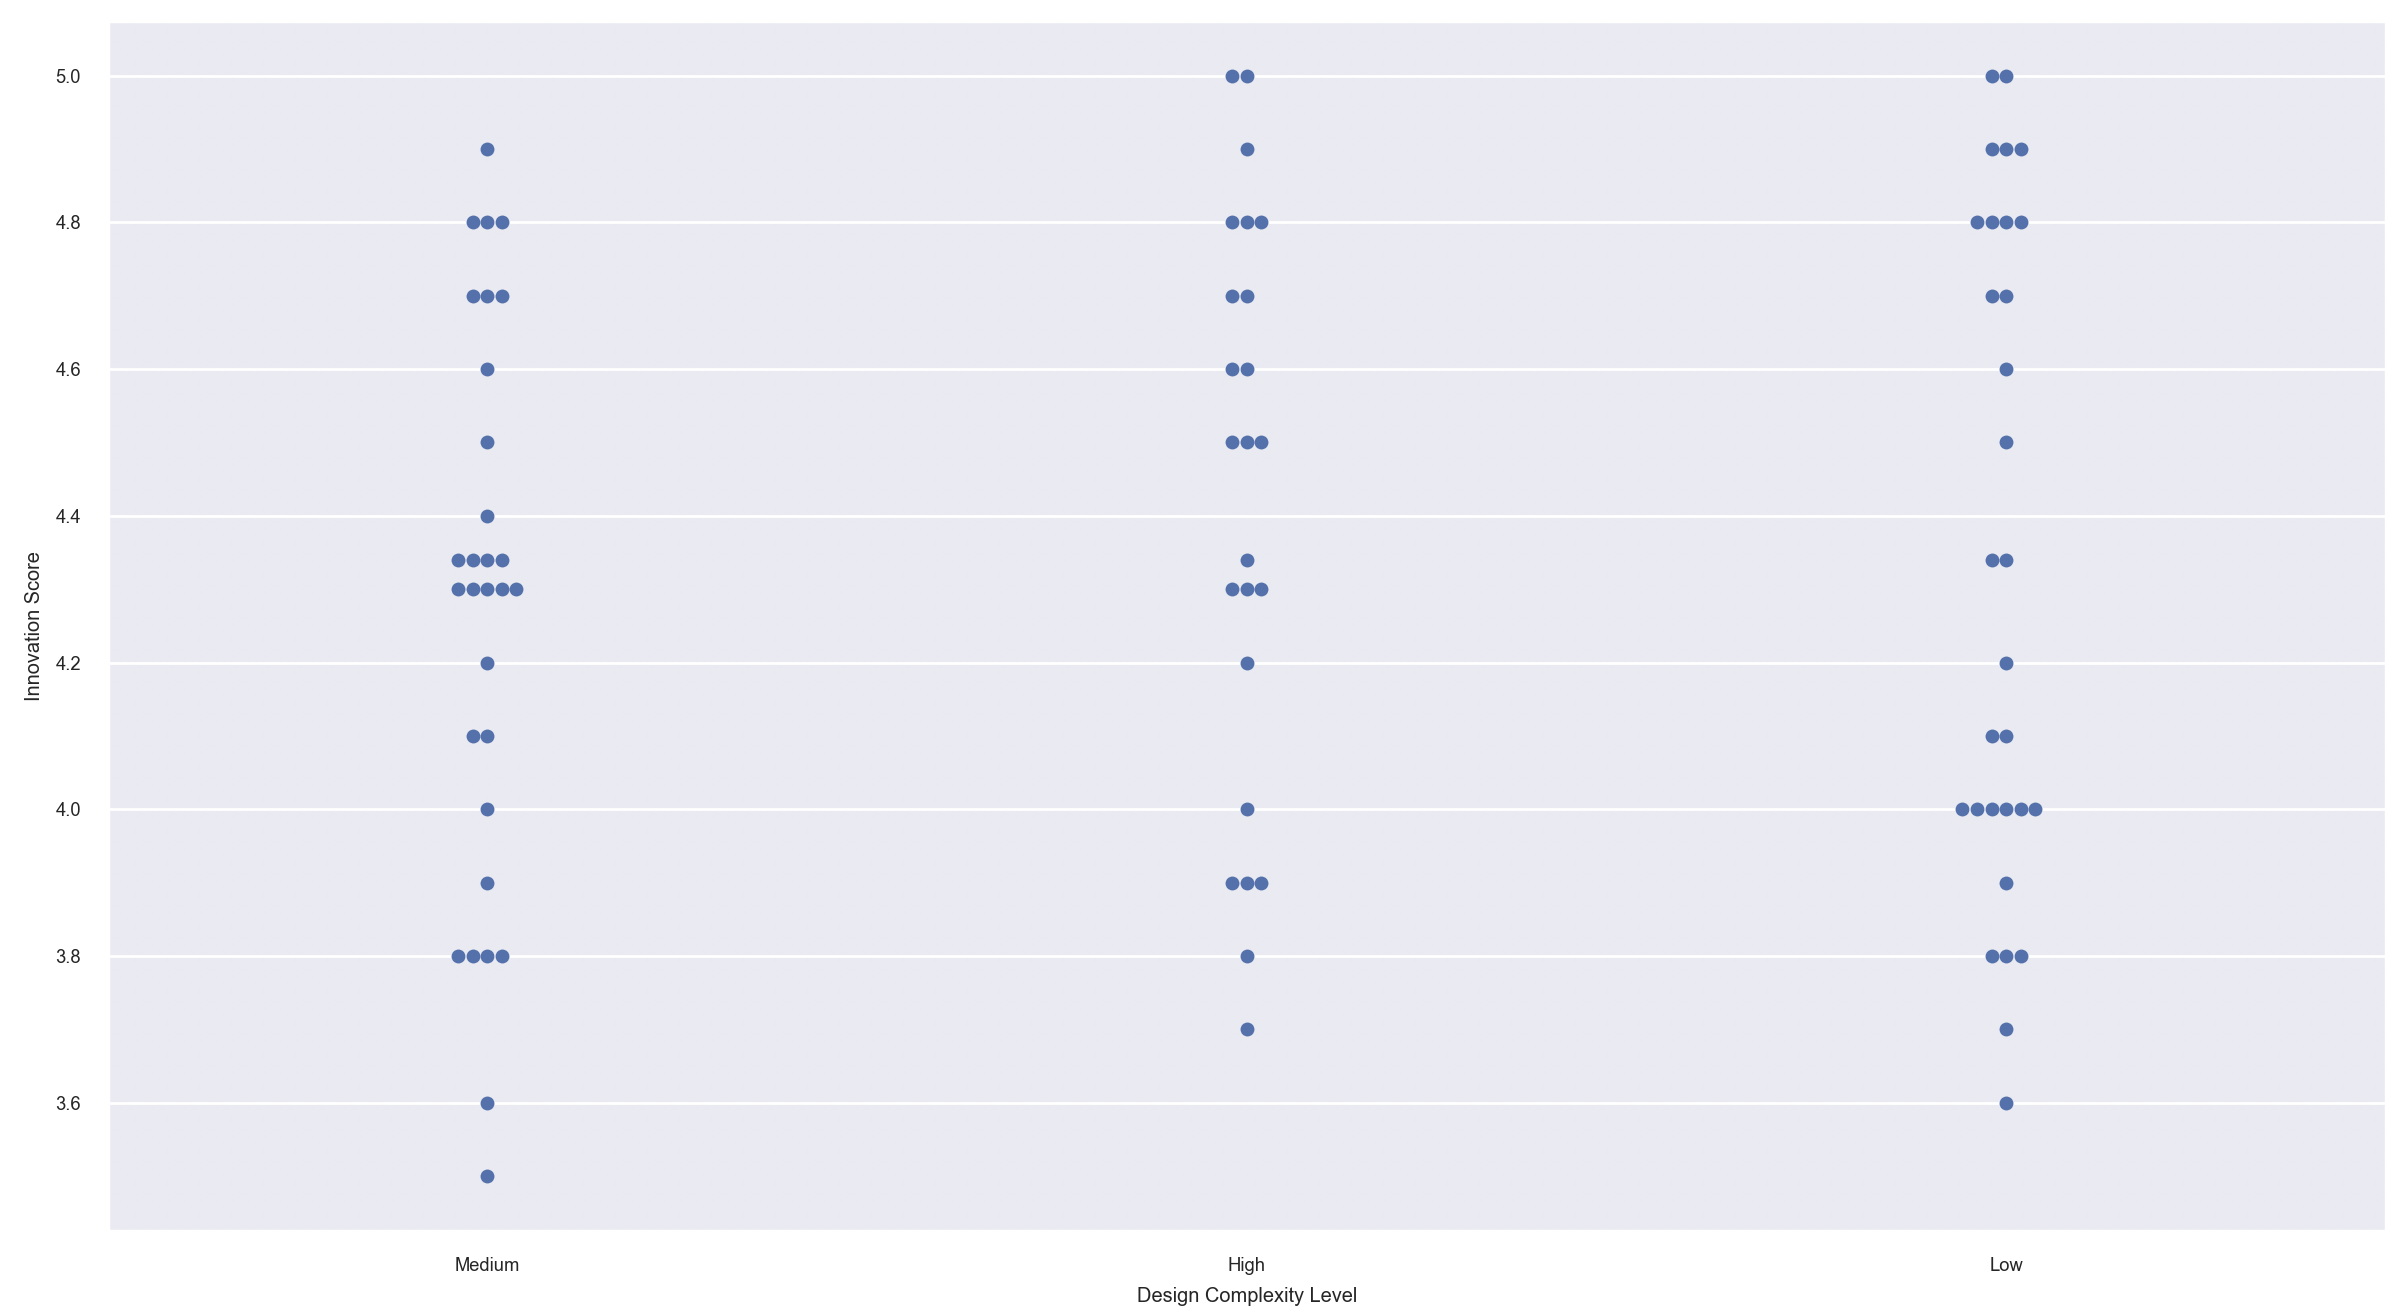 5.0
4.8
4.6
4.4
4.2
4.0
3.8
3.6
Innovation Score
Medium
High
Low
Design Complexity Level